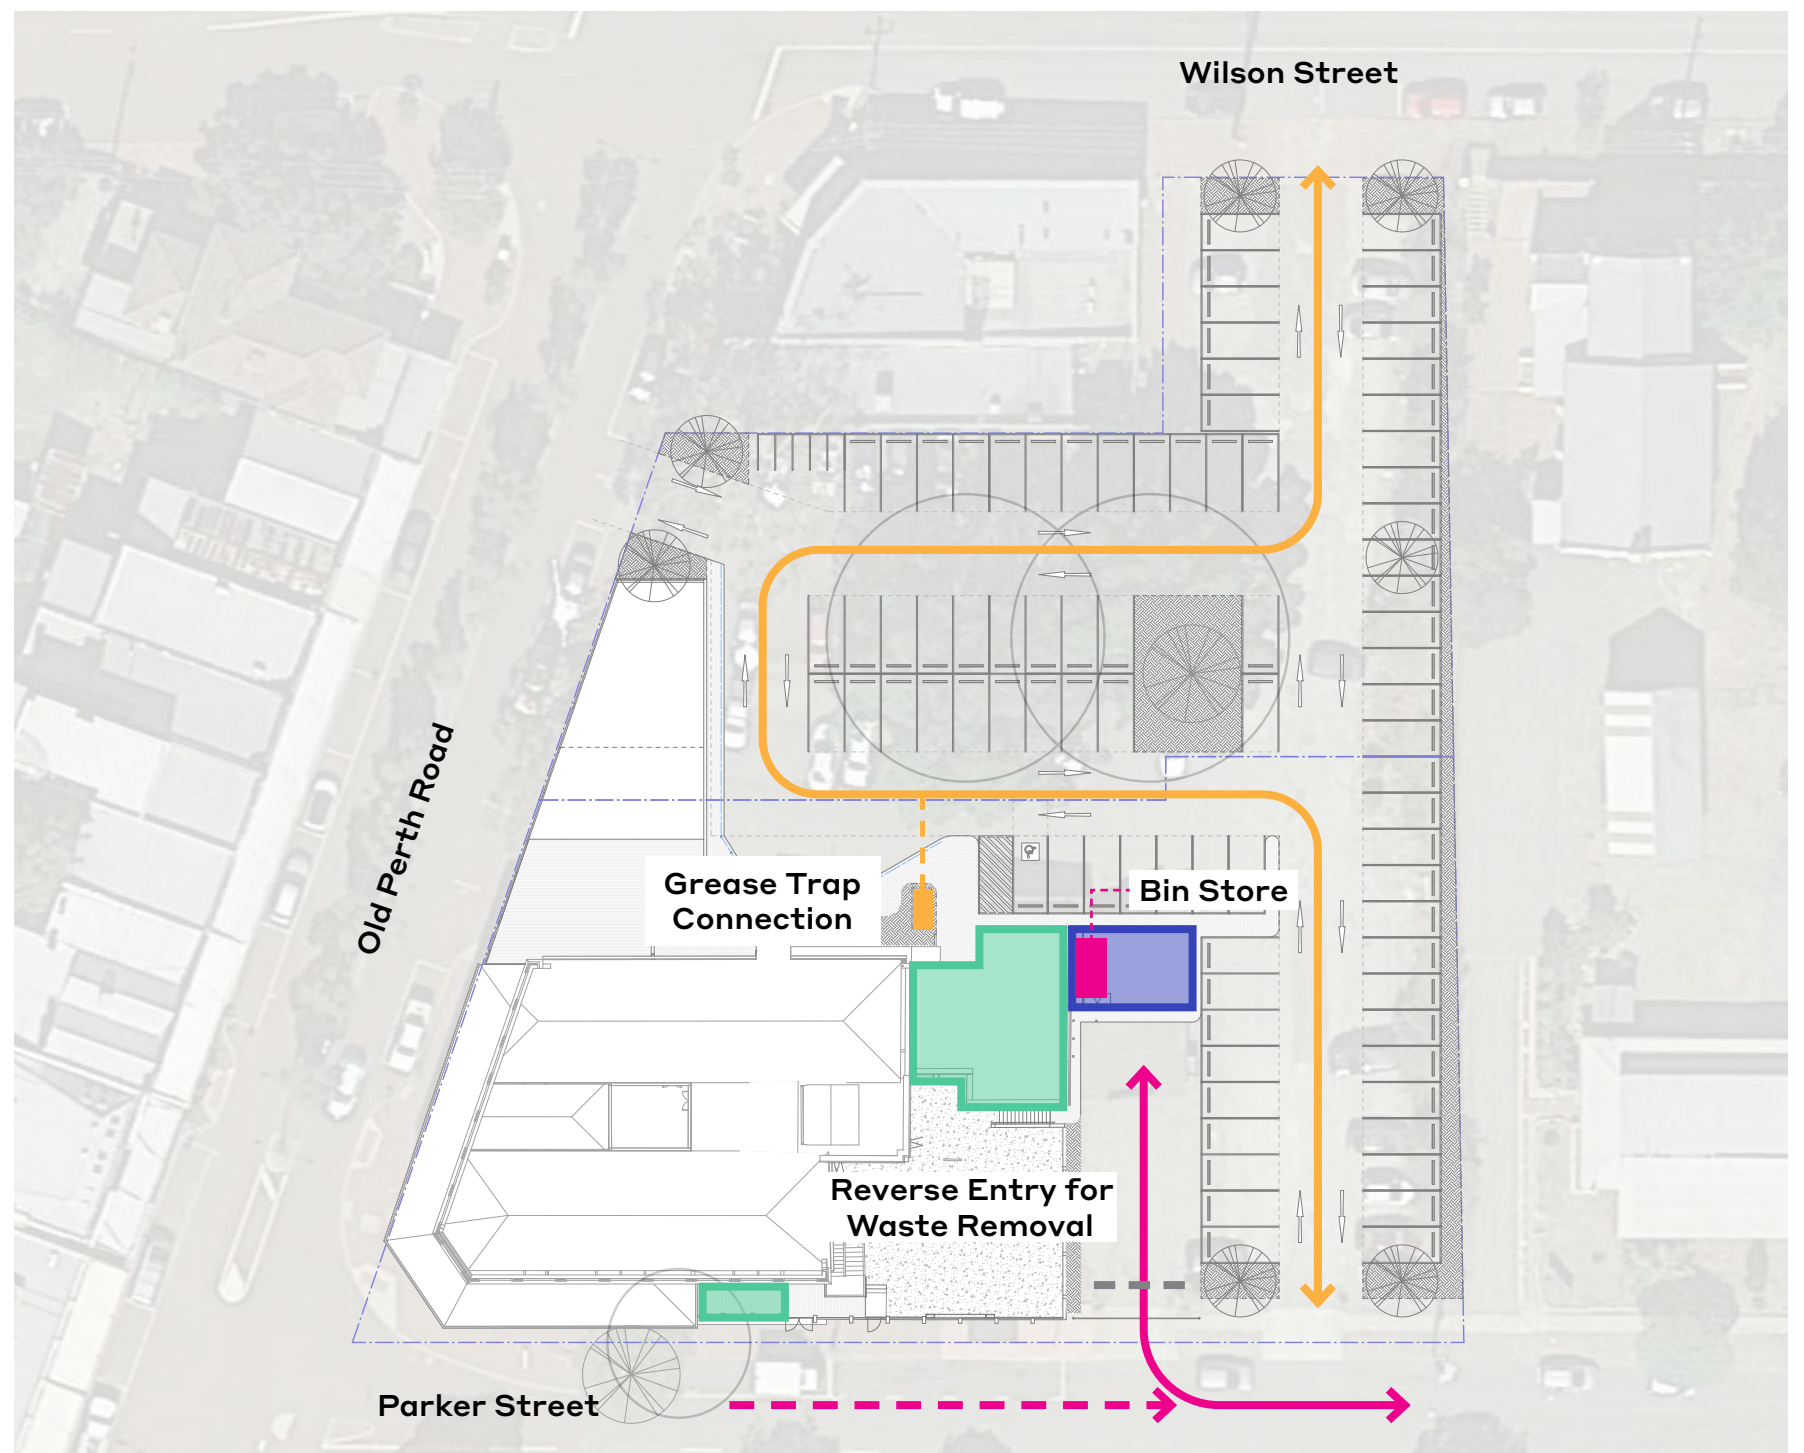 Wilson Street
Old Perth Road
Grease Trap
Connection
Bin Store
Reverse Entry for
Waste Removal
Parker Street